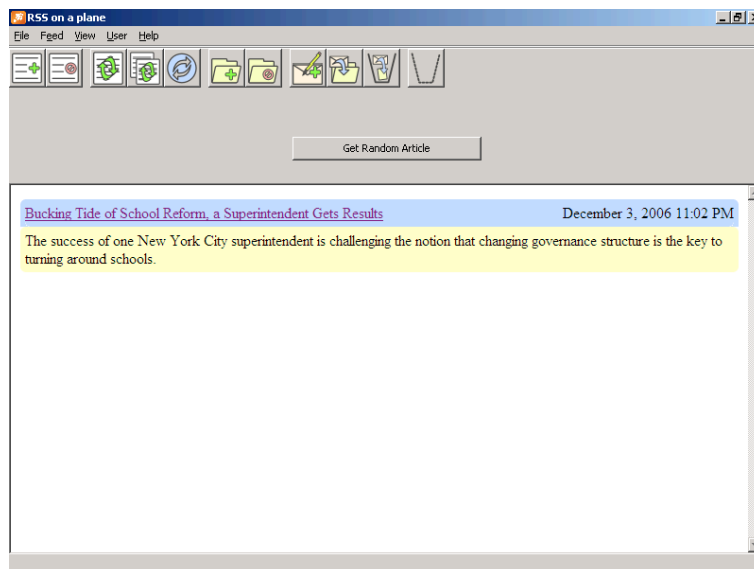 RSS on a plane
File Feed View User Help
Get Random Article
Bucking Tide of School Reform, a Superintendent Gets Results December 3, 2006 11:02 PM
The success of one New York City superintendent is challenging the notion that changing governance structure is the key to
turning around schools.